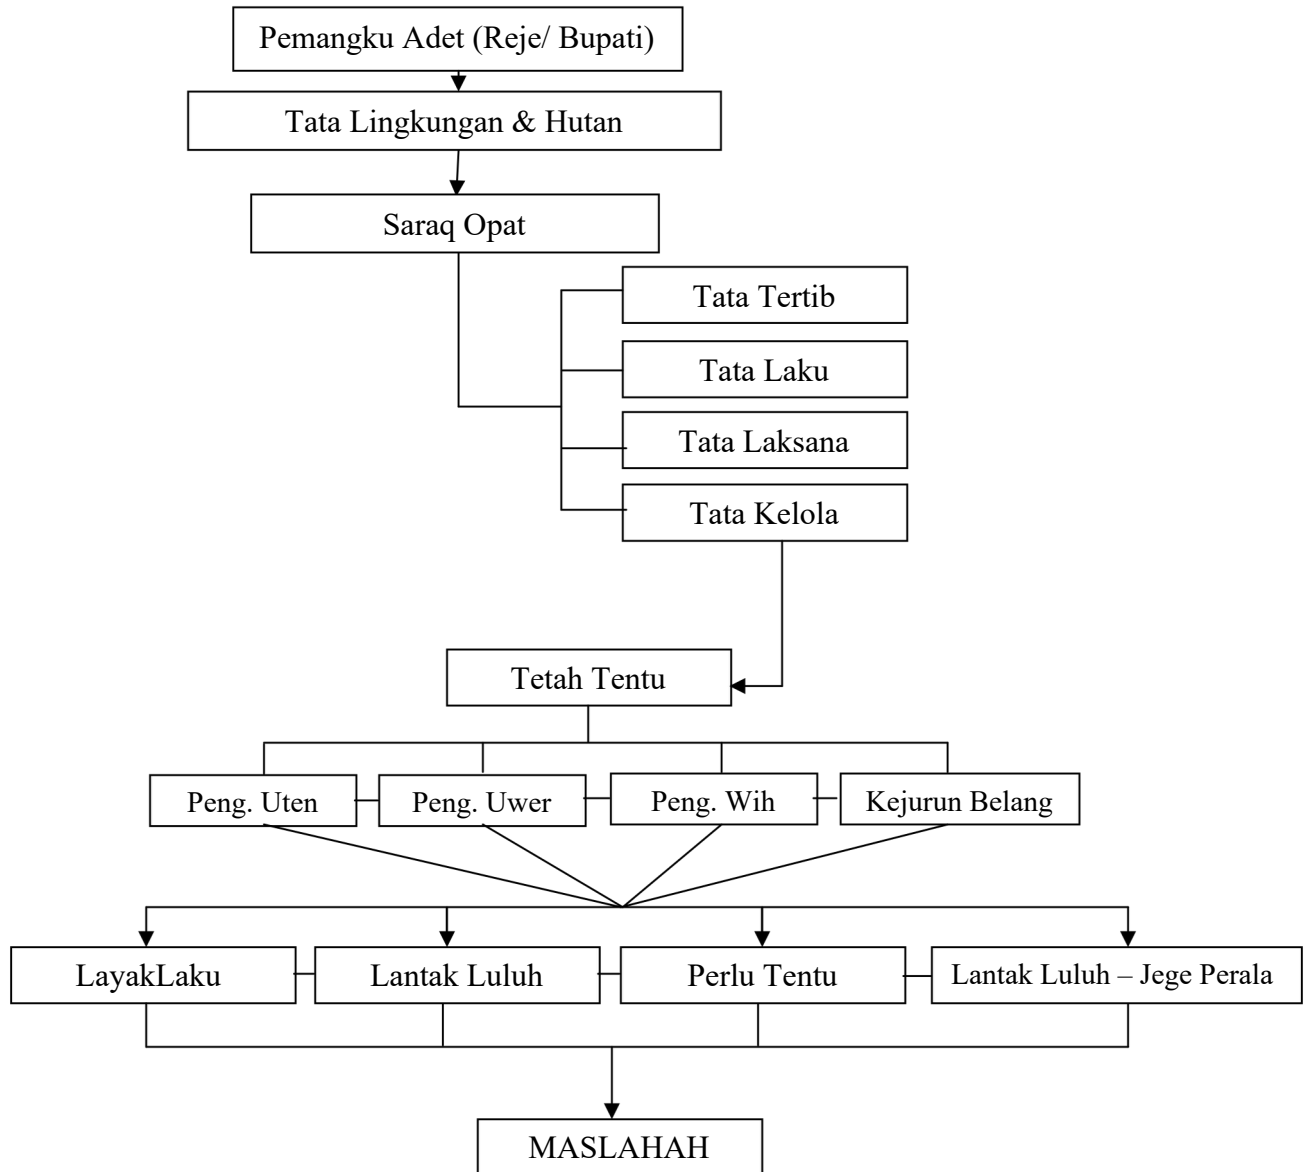 Pemangku Adet (Reje/ Bupati)
Tata Lingkungan & Hutan
Saraq Opat
Tata Tertib
Tata Laku
Tata Laksana
Tata Kelola
Tetah Tentu
Peng. Uten
Peng. Uwer
Peng. Wih
Kejurun Belang
LayakLaku
Lantak Luluh
Perlu Tentu
Lantak Luluh – Jege Perala
MASLAHAH